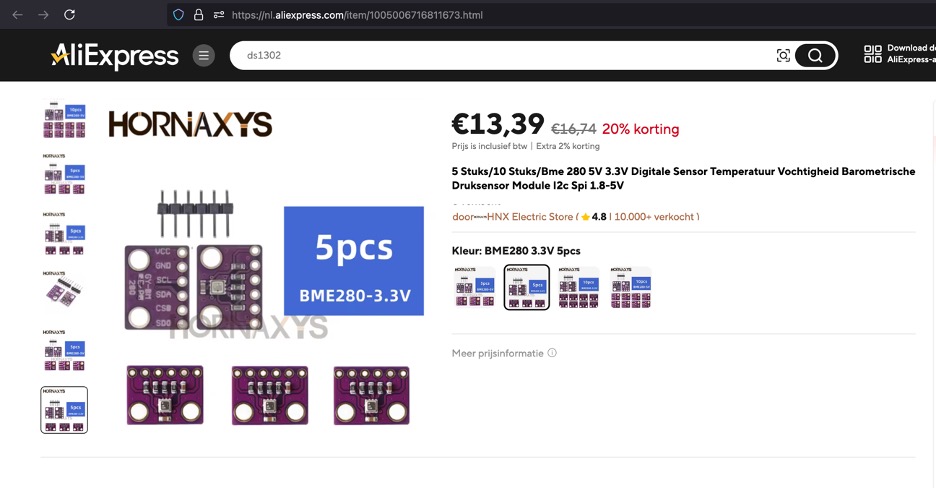 https://nl.aliexpress.com/item/1005006716811673.html
AliExpress
ds1302
Download de
AliExpress-a
HORNAXYS
€13,39 €16,74 20% korting
Prijs is inclusief btw | Extra 2% korting
5 Stuks/10 Stuks/Bme 280 5V 3.3V Digitale Sensor Temperatuur Vochtigheid Barometrische
Druksensor Module I2c Spi 1.8-5V
door HNX Electric Store ( 4.8 | 10.000+ verkocht )
Kleur: BME280 3.3V 5pcs
5pcs
BME280-3.3V
VCC
GND
SCL
SDA
CSB
SDO
GY-BM
280
HORNAXYS
Meer prijsinformatie